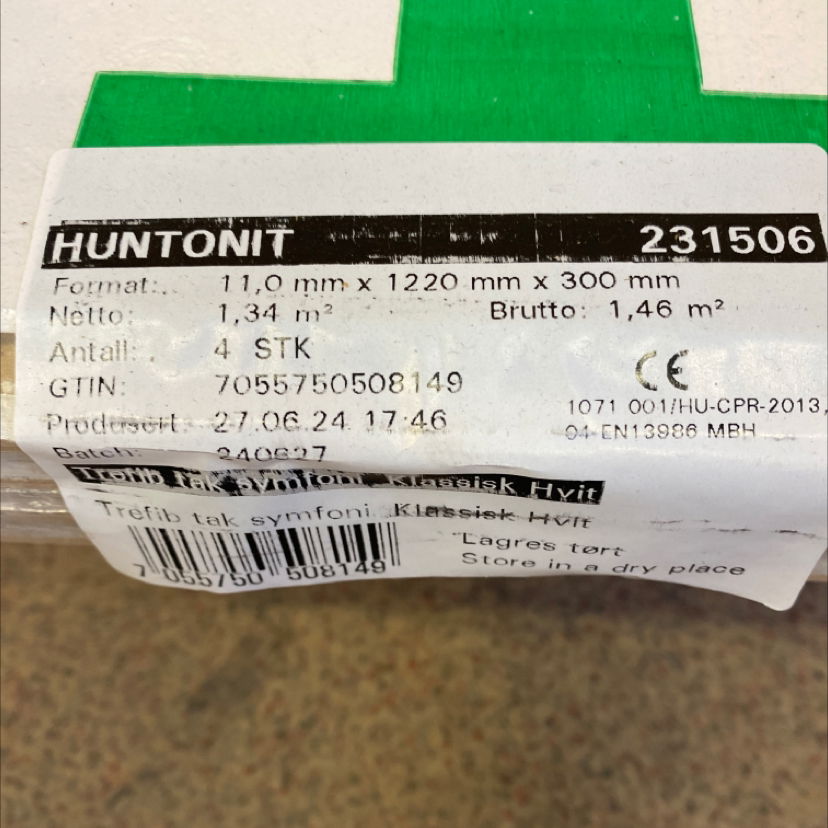 HUNTONIT 231506
Format: 11,0 mm x 1220 mm x 300 mm
Netto: 1,34 m² Brutto: 1,46 m²
Antall: 4 STK
GTIN: 7055750508149
CE
Produsert: 27.06.24 17:46
1071 001/HU-CPR-2013,
04 EN13986 MBH
Batch: 240627
Trefib tak symfoni Klassisk Hvit
Trefib tak symfoni Klassisk Hvit
Lagres tørt
Store in a dry place
7 055750 508149